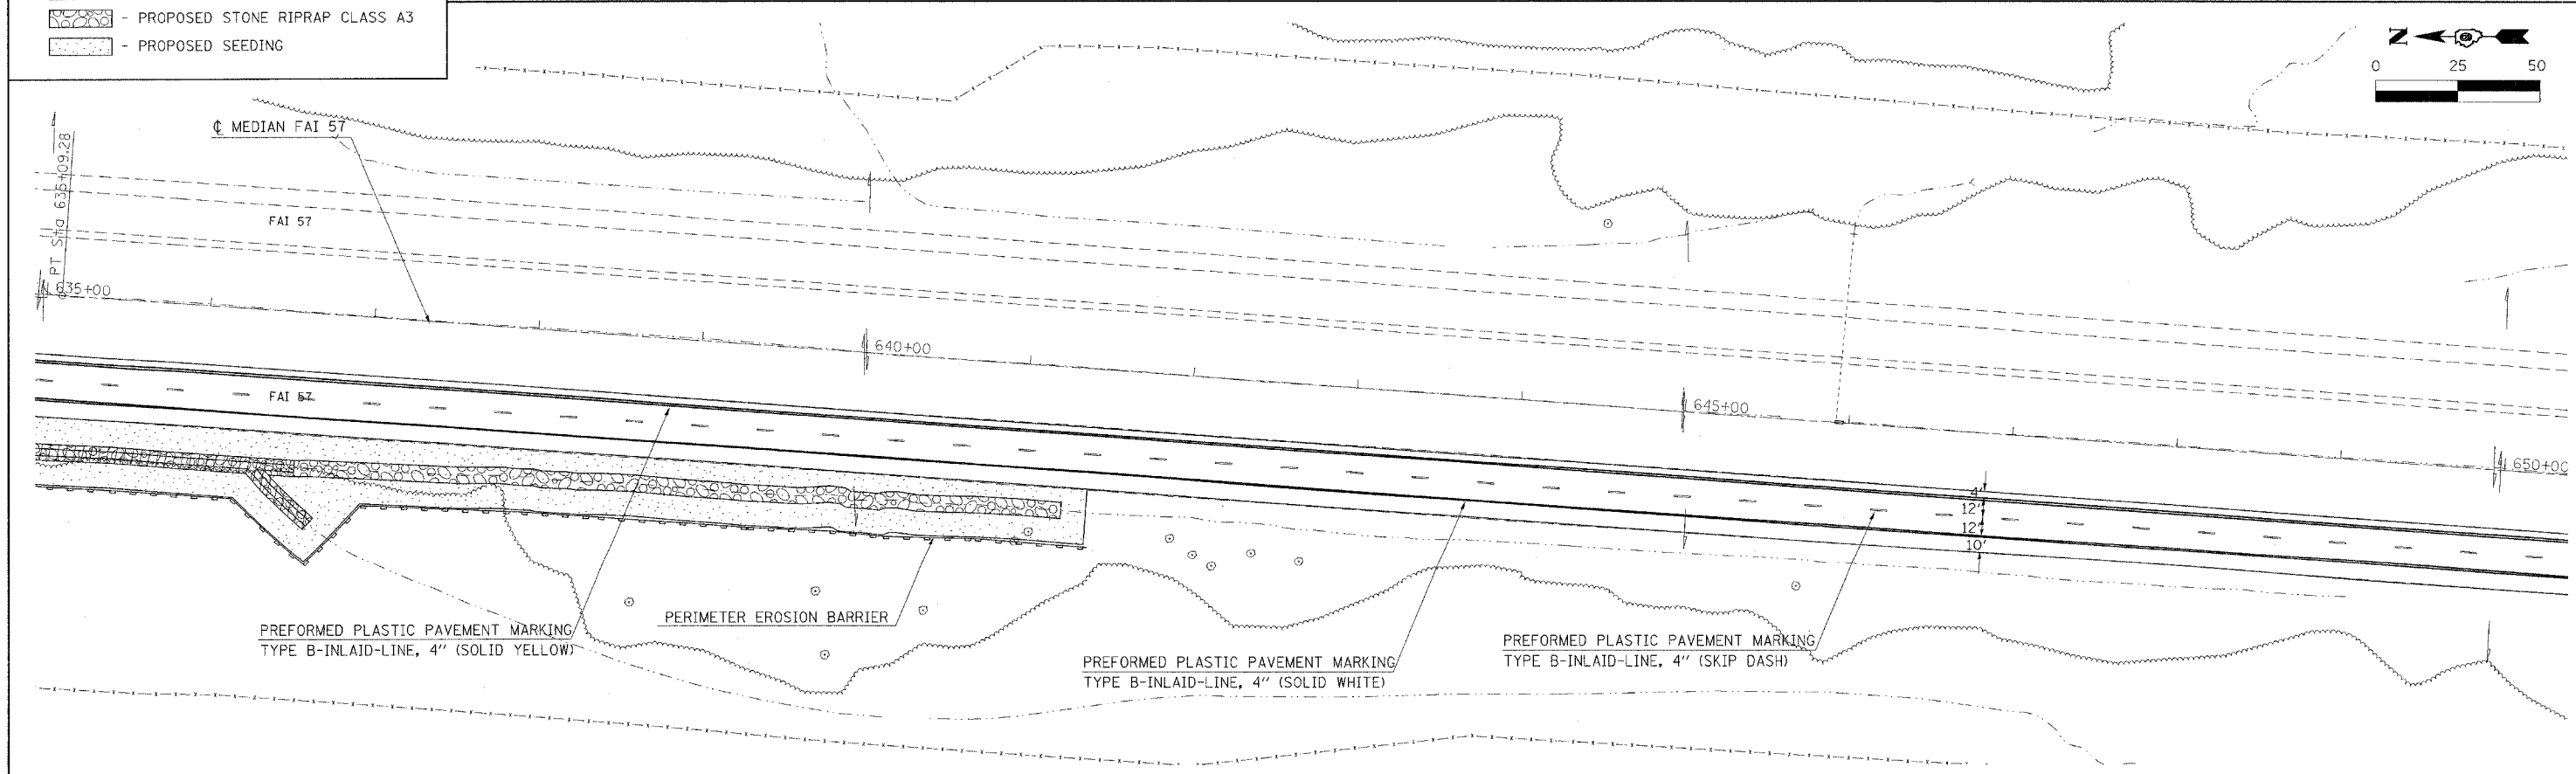 - PROPOSED STONE RIPRAP CLASS A3
- PROPOSED SEEDING
N
0 25 50
℄ MEDIAN FAI 57
PT Sta 635+09.28
FAI 57
635+00
640+00
645+00
650+00
FAI 57
4'
12'
12'
10'
PERIMETER EROSION BARRIER
PREFORMED PLASTIC PAVEMENT MARKING
TYPE B-INLAID-LINE, 4" (SOLID YELLOW)
PREFORMED PLASTIC PAVEMENT MARKING
TYPE B-INLAID-LINE, 4" (SOLID WHITE)
PREFORMED PLASTIC PAVEMENT MARKING
TYPE B-INLAID-LINE, 4" (SKIP DASH)